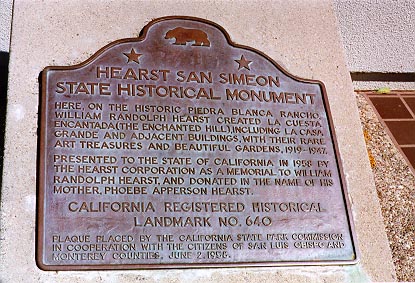 HEARST SAN SIMEON
STATE HISTORICAL MONUMENT
HERE, ON THE HISTORIC PIEDRA BLANCA RANCHO,
WILLIAM RANDOLPH HEARST CREATED LA CUESTA
ENCANTADA (THE ENCHANTED HILL), INCLUDING LA CASA
GRANDE AND ADJACENT BUILDINGS, WITH THEIR RARE
ART TREASURES AND BEAUTIFUL GARDENS, 1919-1947.
PRESENTED TO THE STATE OF CALIFORNIA IN 1958 BY
THE HEARST CORPORATION AS A MEMORIAL TO WILLIAM
RANDOLPH HEARST, AND DONATED IN THE NAME OF HIS
MOTHER, PHOEBE APPERSON HEARST.
CALIFORNIA REGISTERED HISTORICAL
LANDMARK NO. 640
PLAQUE PLACED BY THE CALIFORNIA STATE PARK COMMISSION
IN COOPERATION WITH THE CITIZENS OF SAN LUIS OBISPO AND
MONTEREY COUNTIES, JUNE 2, 1958.